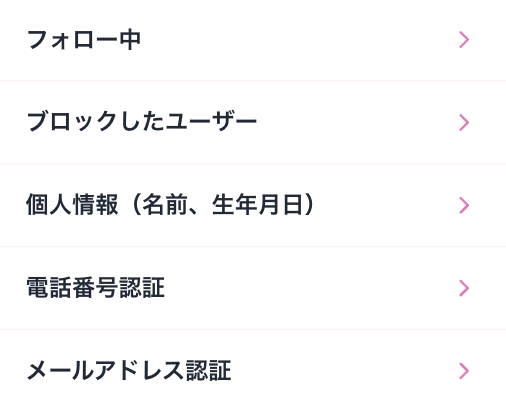 フォロー中
ブロックしたユーザー
個人情報（名前、生年月日）
電話番号認証
メールアドレス認証